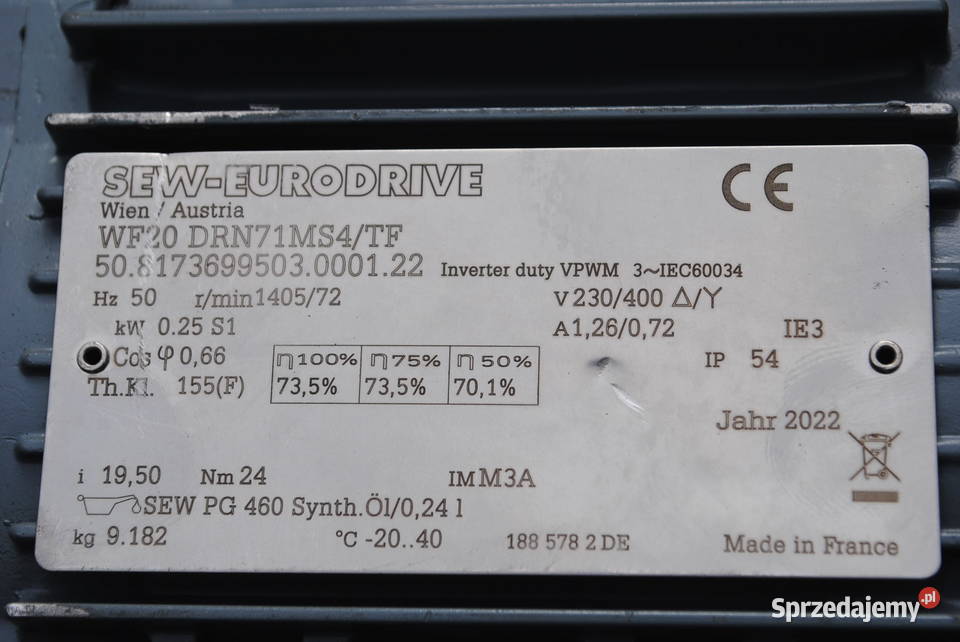 SEW-EURODRIVE
CE
Wien / Austria
WF20 DRN71MS4/TF
50.8173699503.0001.22 Inverter duty VPWM 3~IEC60034
Hz 50 r/min 1405/72 V 230/400 △/Y
kW 0.25 S1 A 1,26/0,72 IE3
Cos φ 0,66 η100% η75% η50% IP 54
Th.Kl. 155(F) 73,5% 73,5% 70,1%
Jahr 2022
i 19,50 Nm 24 IM M3A
SEW PG 460 Synth.Öl/0,24 l
kg 9.182 °C -20..40 188 578 2 DE Made in France
Sprzedajemy.pl